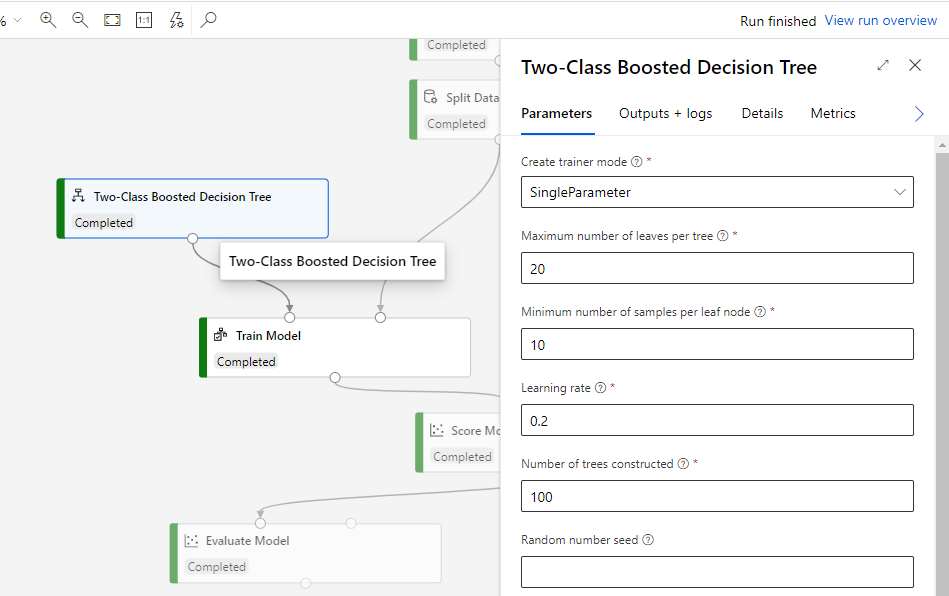 %
1:1
Run finished View run overview
Completed
Split Data
Completed
Two-Class Boosted Decision Tree
Completed
Two-Class Boosted Decision Tree
Train Model
Completed
Score Mo
Completed
Evaluate Model
Completed
Two-Class Boosted Decision Tree
Parameters Outputs + logs Details Metrics
Create trainer mode ? *
SingleParameter
Maximum number of leaves per tree ? *
20
Minimum number of samples per leaf node ? *
10
Learning rate ? *
0.2
Number of trees constructed ? *
100
Random number seed ?